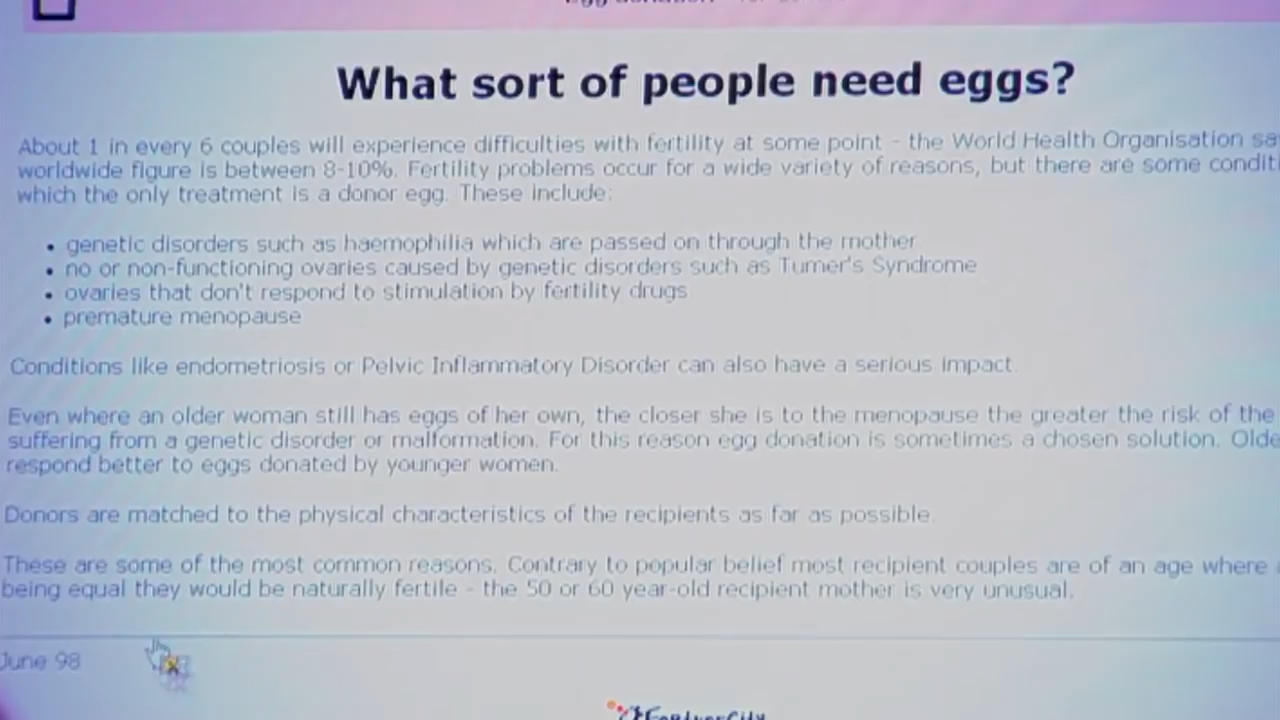 Egg donation
What sort of people need eggs?
About 1 in every 6 couples will experience difficulties with fertility at some point - the World Health Organisation sa
worldwide figure is between 8-10%. Fertility problems occur for a wide variety of reasons, but there are some conditi
which the only treatment is a donor egg. These include:
• genetic disorders such as haemophilia which are passed on through the mother
• no or non-functioning ovaries caused by genetic disorders such as Turner's Syndrome
• ovaries that don't respond to stimulation by fertility drugs
• premature menopause
Conditions like endometriosis or Pelvic Inflammatory Disorder can also have a serious impact.
Even where an older woman still has eggs of her own, the closer she is to the menopause the greater the risk of the
suffering from a genetic disorder or malformation. For this reason egg donation is sometimes a chosen solution. Olde
respond better to eggs donated by younger women.
Donors are matched to the physical characteristics of the recipients as far as possible.
These are some of the most common reasons. Contrary to popular belief most recipient couples are of an age where
being equal they would be naturally fertile - the 50 or 60 year-old recipient mother is very unusual.
June 98